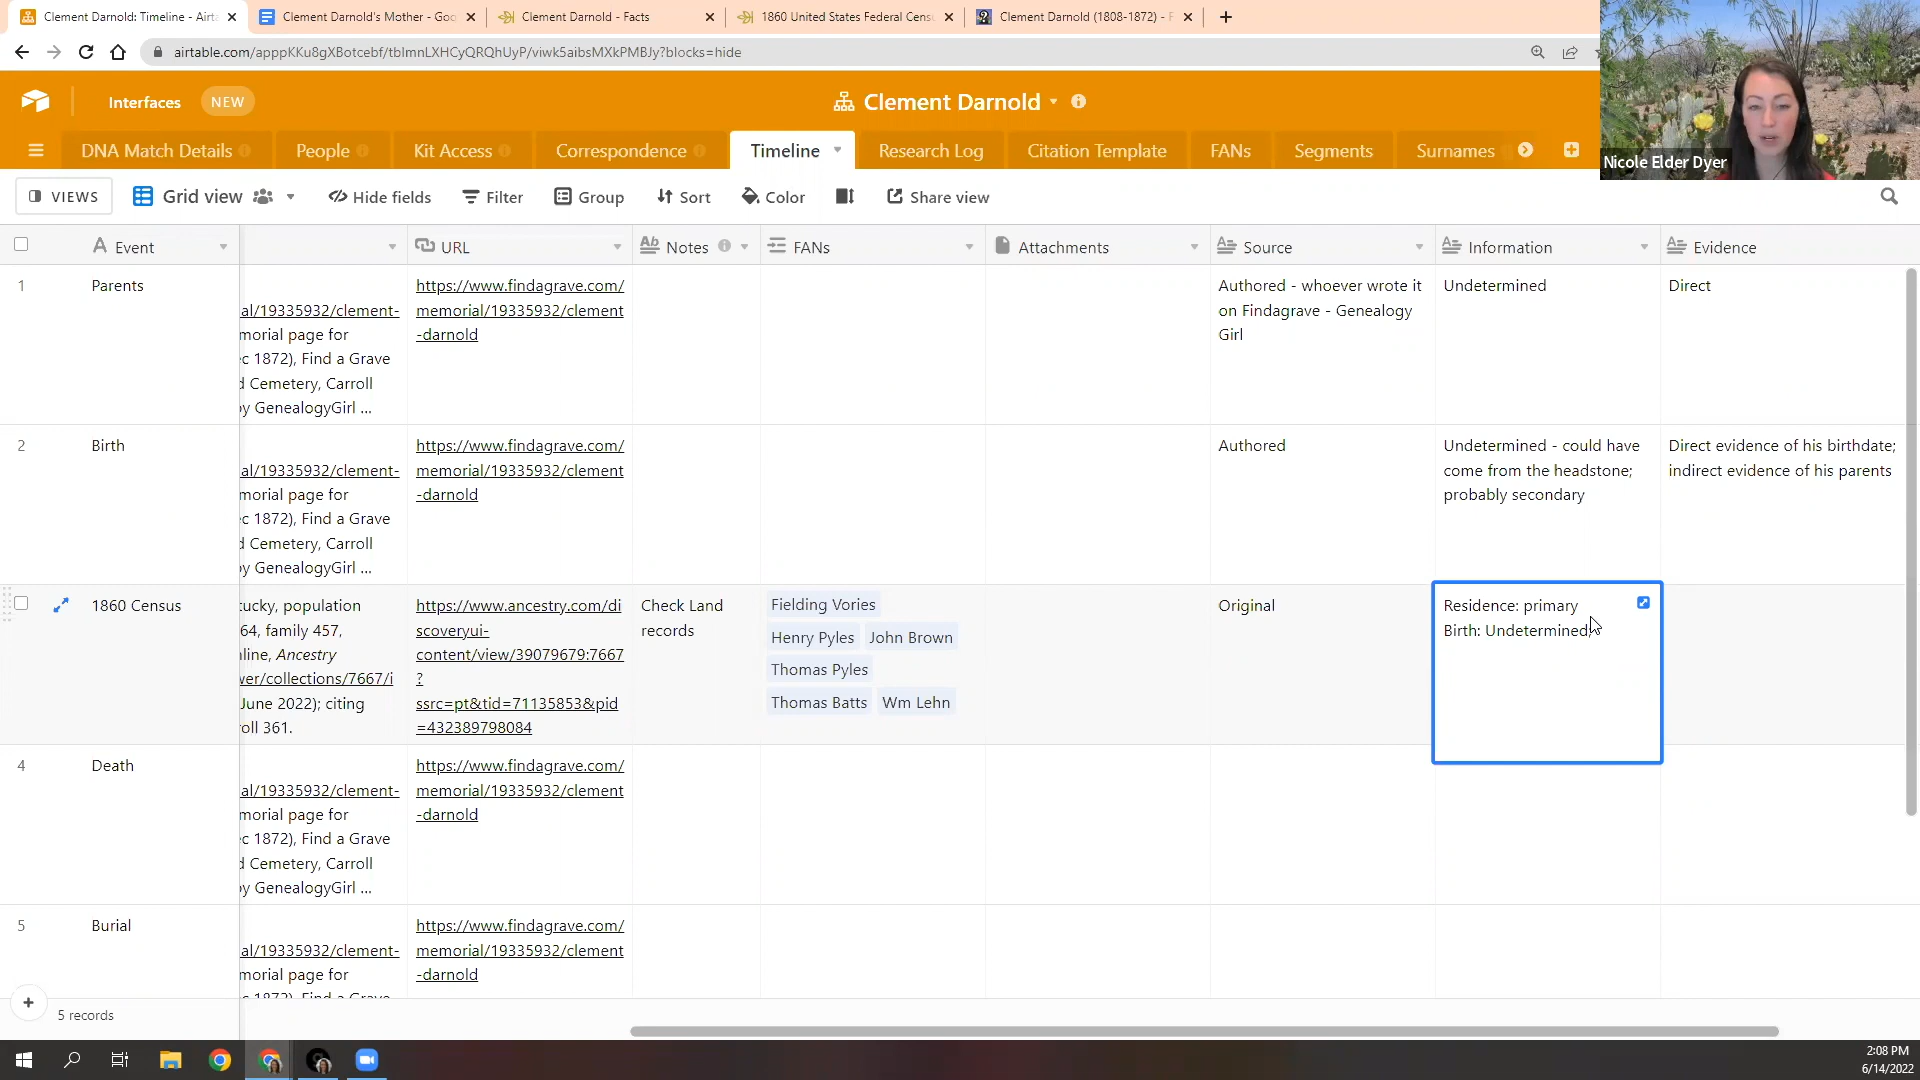 Clement Darnold: Timeline - Airta
Clement Darnold's Mother - Goo
Clement Darnold - Facts
1860 United States Federal Censu
Clement Darnold (1808-1872) - F
airtable.com/apppKKu8gXBotcebf/tblmnLXHCyQRQhUyP/viwk5aibsMXkPMBJy?blocks=hide
Interfaces NEW
Clement Darnold
DNA Match Details People Kit Access Correspondence Timeline Research Log Citation Template FANs Segments Surnames
Nicole Elder Dyer
VIEWS Grid view Hide fields Filter Group Sort Color Share view
Event URL Notes FANs Attachments Source Information Evidence
1 Parents
al/19335932/clement-
morial page for
c 1872), Find a Grave
d Cemetery, Carroll
y GenealogyGirl ...
https://www.findagrave.com/
memorial/19335932/clement
-darnold
Authored - whoever wrote it
on Findagrave - Genealogy
Girl
Undetermined
Direct
2 Birth
al/19335932/clement-
morial page for
c 1872), Find a Grave
d Cemetery, Carroll
y GenealogyGirl ...
https://www.findagrave.com/
memorial/19335932/clement
-darnold
Authored
Undetermined - could have
come from the headstone;
probably secondary
Direct evidence of his birthdate;
indirect evidence of his parents
1860 Census
tucky, population
64, family 457,
line, Ancestry
ver/collections/7667/i
June 2022); citing
oll 361.
https://www.ancestry.com/di
scoveryui-
content/view/39079679:7667
?
ssrc=pt&tid=71135853&pid
=432389798084
Check Land
records
Fielding Vories
Henry Pyles John Brown
Thomas Pyles
Thomas Batts Wm Lehn
Original
Residence: primary
Birth: Undetermined,
4 Death
al/19335932/clement-
morial page for
c 1872), Find a Grave
d Cemetery, Carroll
y GenealogyGirl ...
https://www.findagrave.com/
memorial/19335932/clement
-darnold
5 Burial
al/19335932/clement-
morial page for
https://www.findagrave.com/
memorial/19335932/clement
-darnold
5 records
2:08 PM
6/14/2022